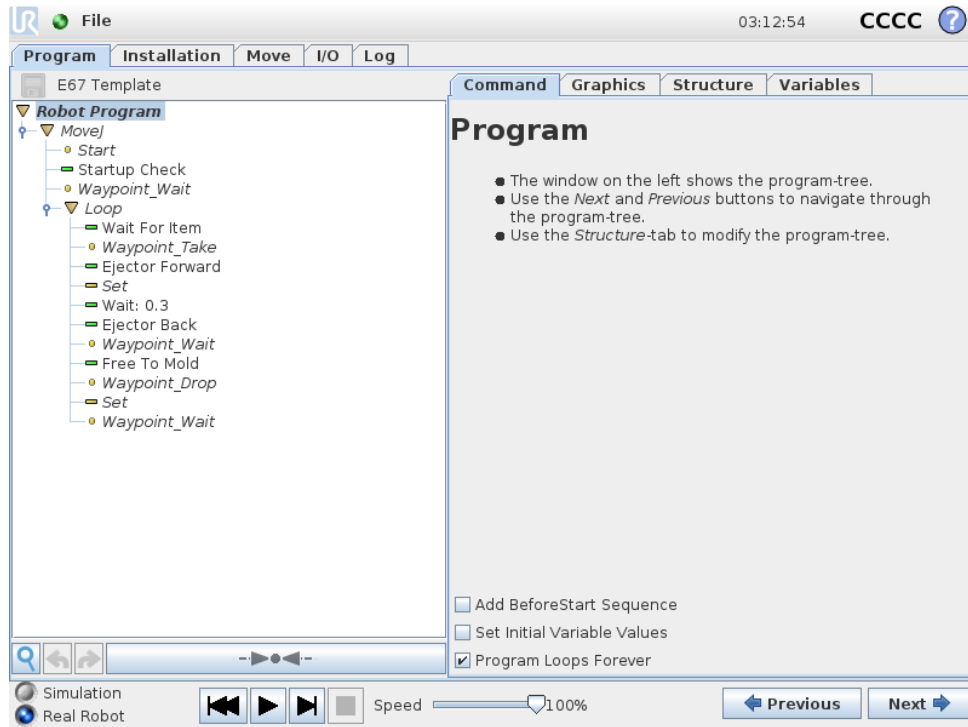 UR File 03:12:54 CCCC ?
Program Installation Move I/O Log
E67 Template
Command Graphics Structure Variables
Robot Program
MoveJ
Start
Startup Check
Waypoint_Wait
Loop
Wait For Item
Waypoint_Take
Ejector Forward
Set
Wait: 0.3
Ejector Back
Waypoint_Wait
Free To Mold
Waypoint_Drop
Set
Waypoint_Wait
Program
The window on the left shows the program-tree.
Use the Next and Previous buttons to navigate through
the program-tree.
Use the Structure-tab to modify the program-tree.
Add BeforeStart Sequence
Set Initial Variable Values
Program Loops Forever
Simulation
Real Robot
Speed 100%
Previous Next